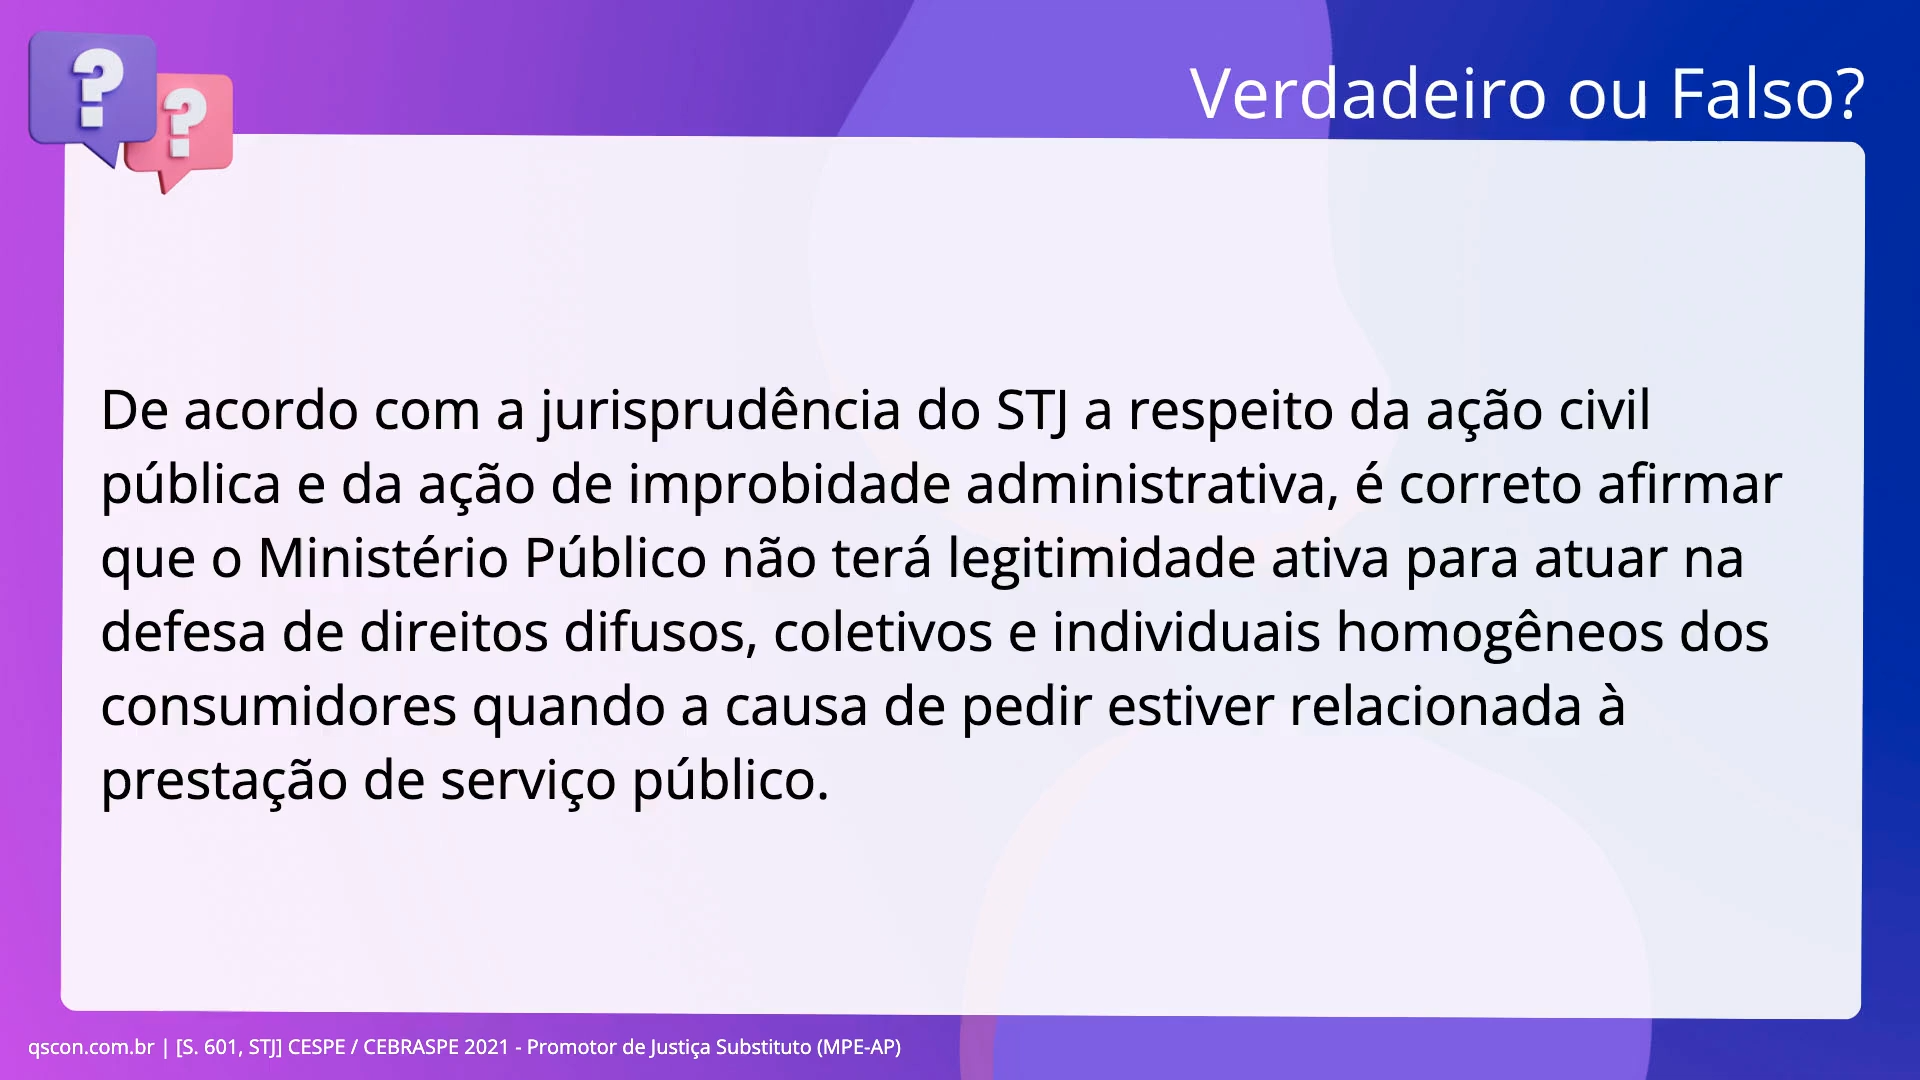 Verdadeiro ou Falso?
De acordo com a jurisprudência do STJ a respeito da ação civil
pública e da ação de improbidade administrativa, é correto afirmar
que o Ministério Público não terá legitimidade ativa para atuar na
defesa de direitos difusos, coletivos e individuais homogêneos dos
consumidores quando a causa de pedir estiver relacionada à
prestação de serviço público.
qscon.com.br | [S. 601, STJ] CESPE / CEBRASPE 2021 - Promotor de Justiça Substituto (MPE-AP)